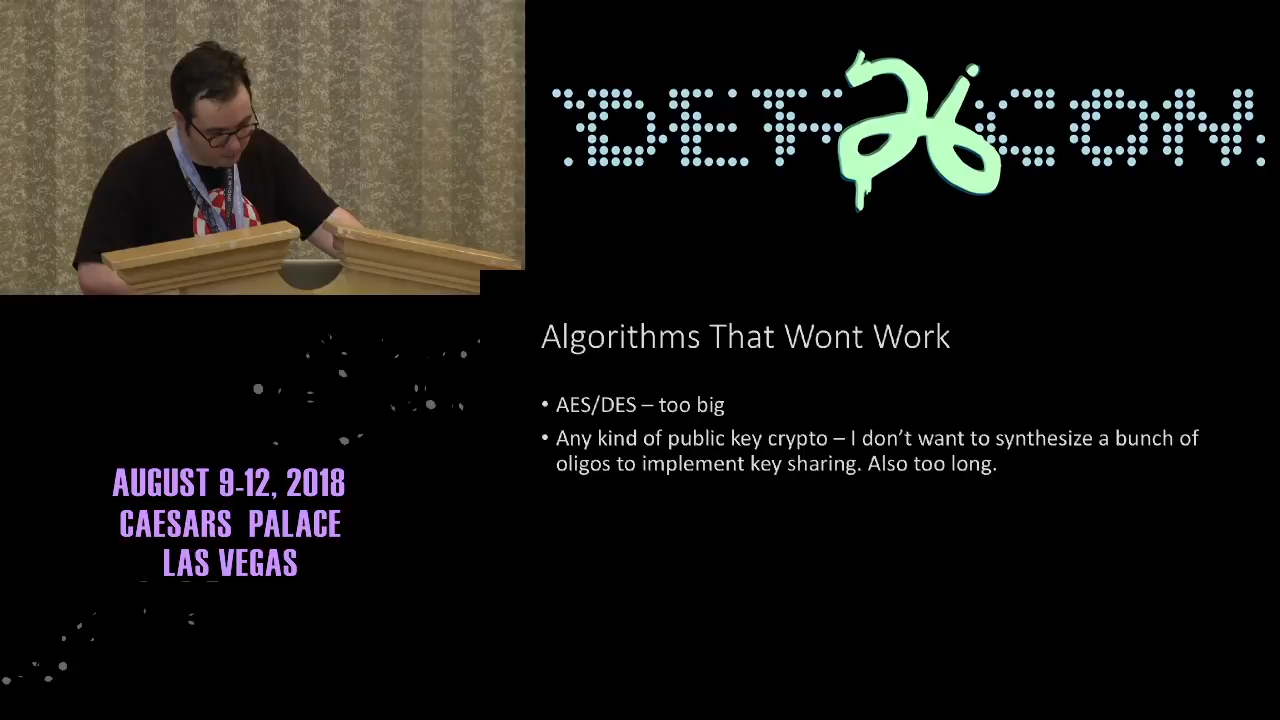 DEF 26 CON
Algorithms That Wont Work
• AES/DES – too big
• Any kind of public key crypto – I don’t want to synthesize a bunch of
oligos to implement key sharing. Also too long.
AUGUST 9-12, 2018
CAESARS PALACE
LAS VEGAS